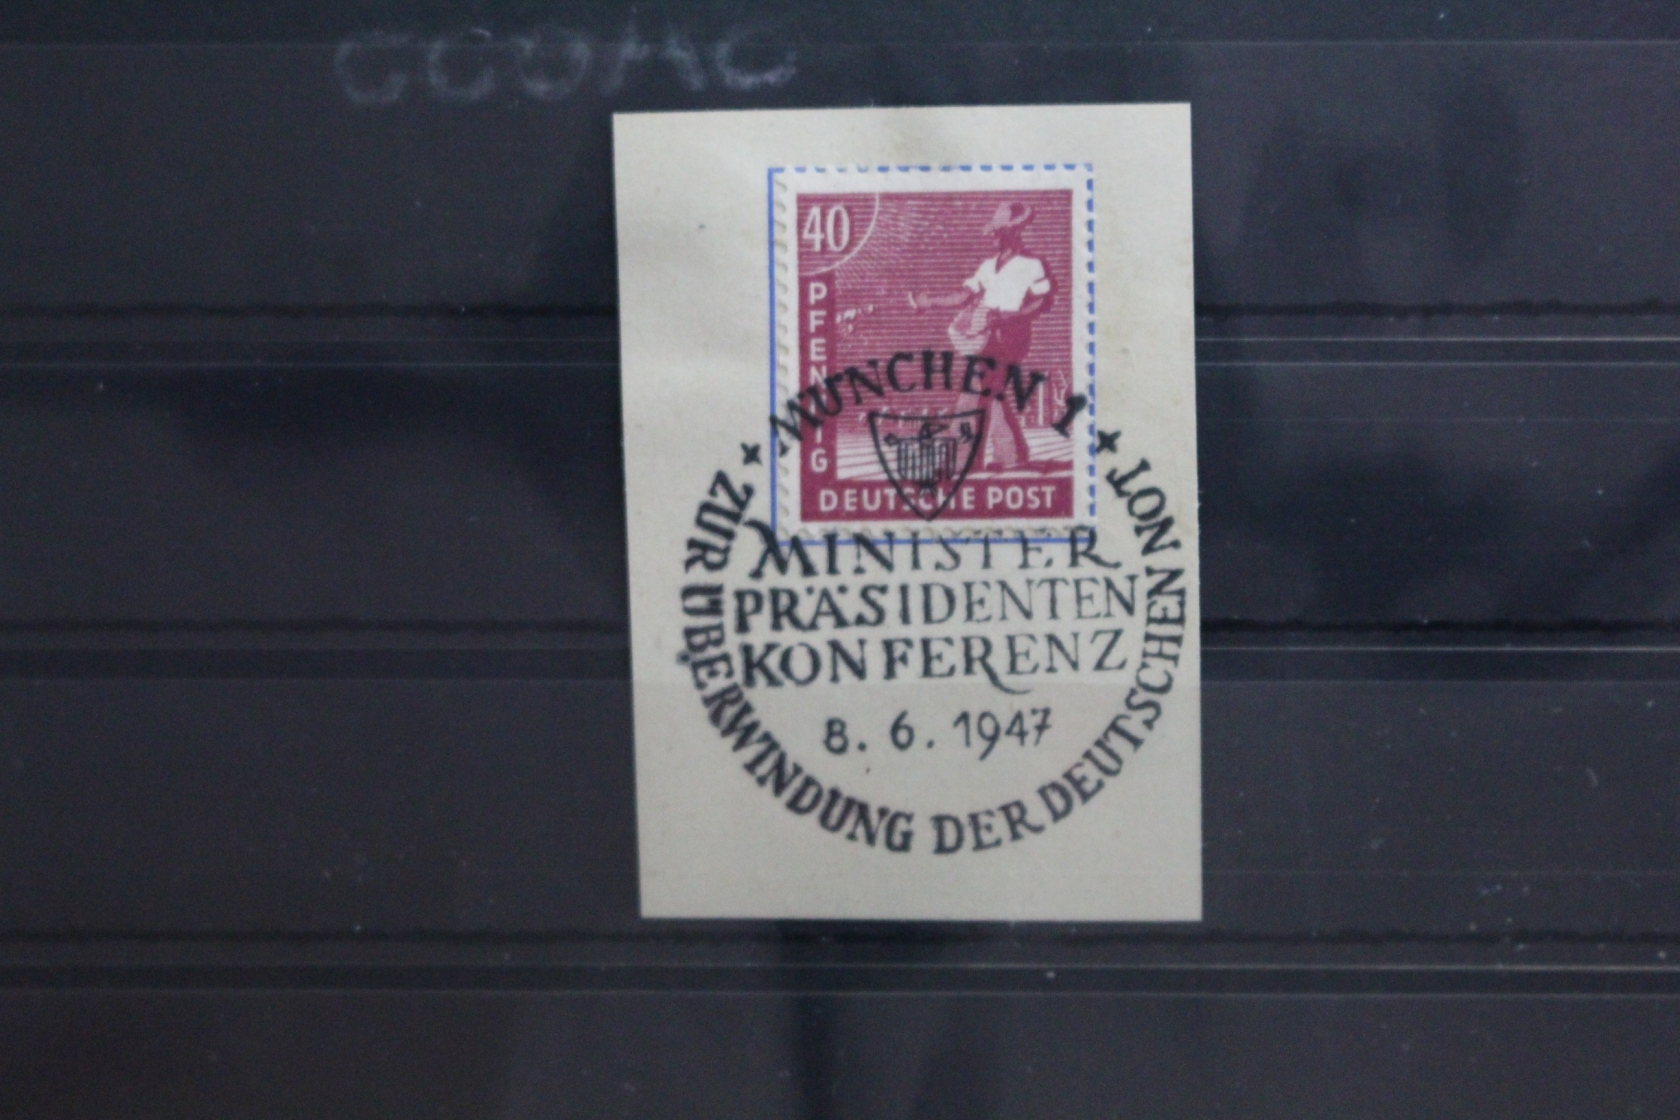 40
PFENNIG
DEUTSCHE POST
MÜNCHEN 1
MINISTER
PRÄSIDENTEN
KONFERENZ
8. 6. 1947
ZUR ÜBERWINDUNG DER DEUTSCHEN NOT